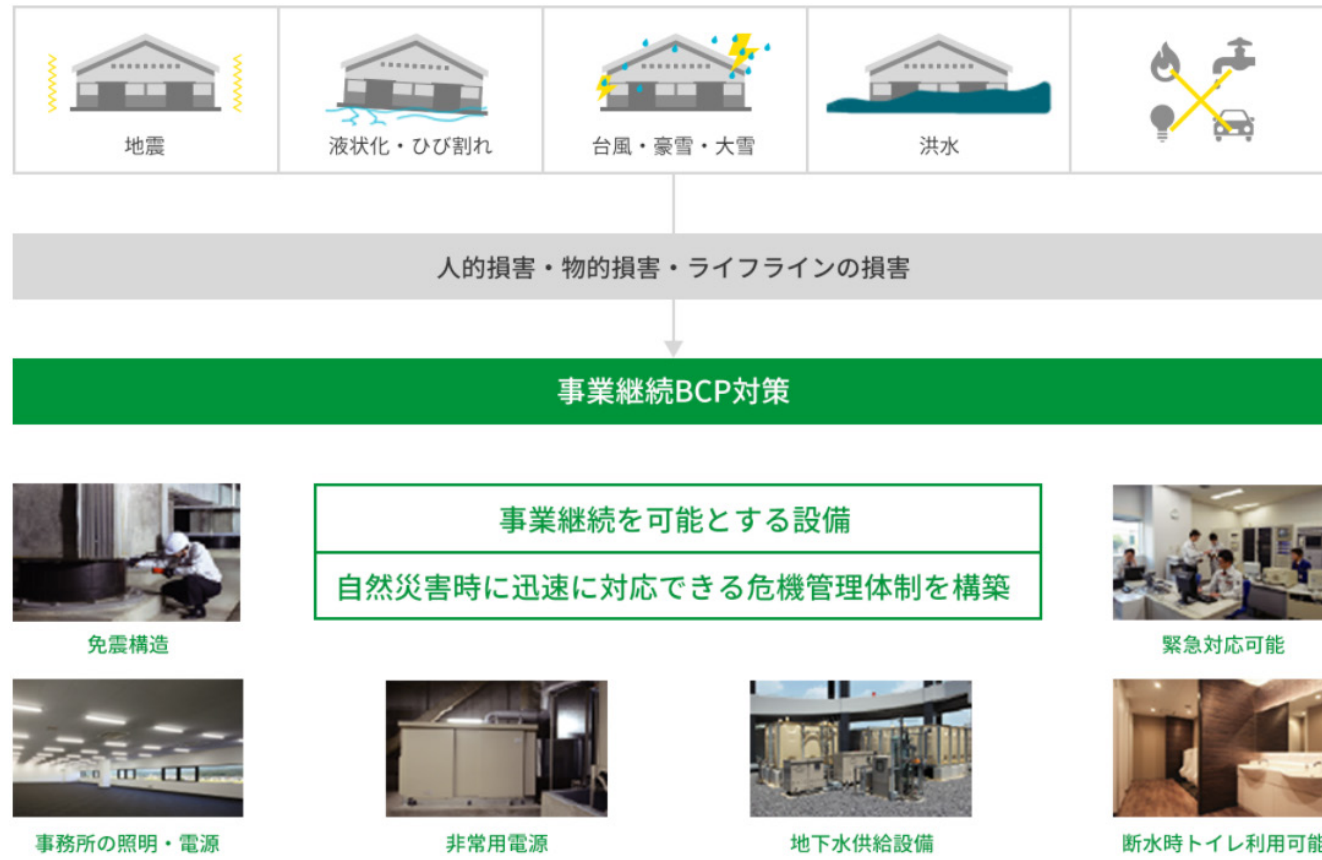 地震
液状化・ひび割れ
台風・豪雪・大雪
洪水
人的損害・物的損害・ライフラインの損害
事業継続BCP対策
事業継続を可能とする設備
自然災害時に迅速に対応できる危機管理体制を構築
免震構造
緊急対応可能
事務所の照明・電源
非常用電源
地下水供給設備
断水時トイレ利用可能